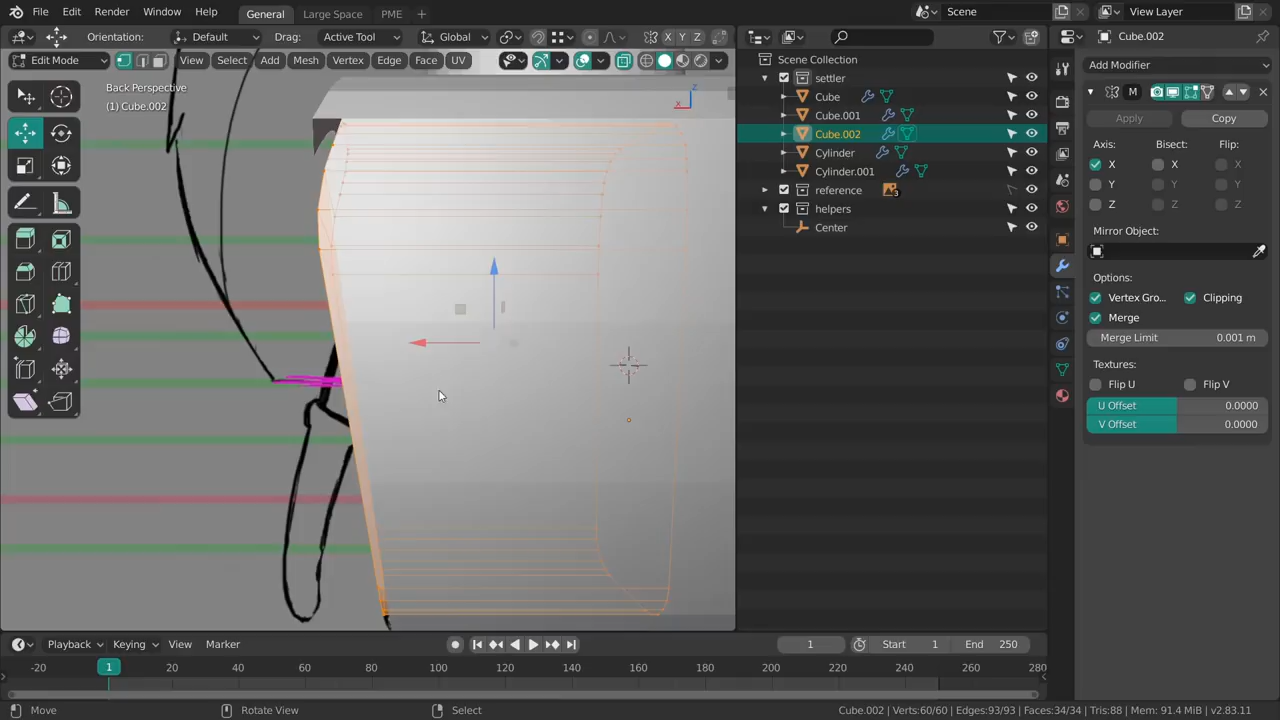 File Edit Render Window Help General Large Space PME + Scene View Layer
Orientation: Default Drag: Active Tool Global X Y Z Cube.002
Edit Mode View Select Add Mesh Vertex Edge Face UV Scene Collection Add Modifier
Back Perspective settler M
(1) Cube.002 Cube Apply Copy
z x Cube.001 Axis: Bisect: Flip:
Cube.002 X X X
Cylinder Y Y Y
Cylinder.001 Z Z Z
reference 3 Mirror Object:
helpers
Center Options:
Vertex Gro... Clipping
Merge
Merge Limit 0.001 m
Textures:
Flip U Flip V
U Offset 0.0000
V Offset 0.0000
Playback Keying View Marker 1 Start 1 End 250
-20 1 20 40 60 80 100 120 140 160 180 200 220 240 260 280
Move Rotate View Select Cube.002 | Verts:60/60 | Edges:93/93 | Faces:34/34 | Tris:88 | Mem: 91.4 MiB | v2.83.11